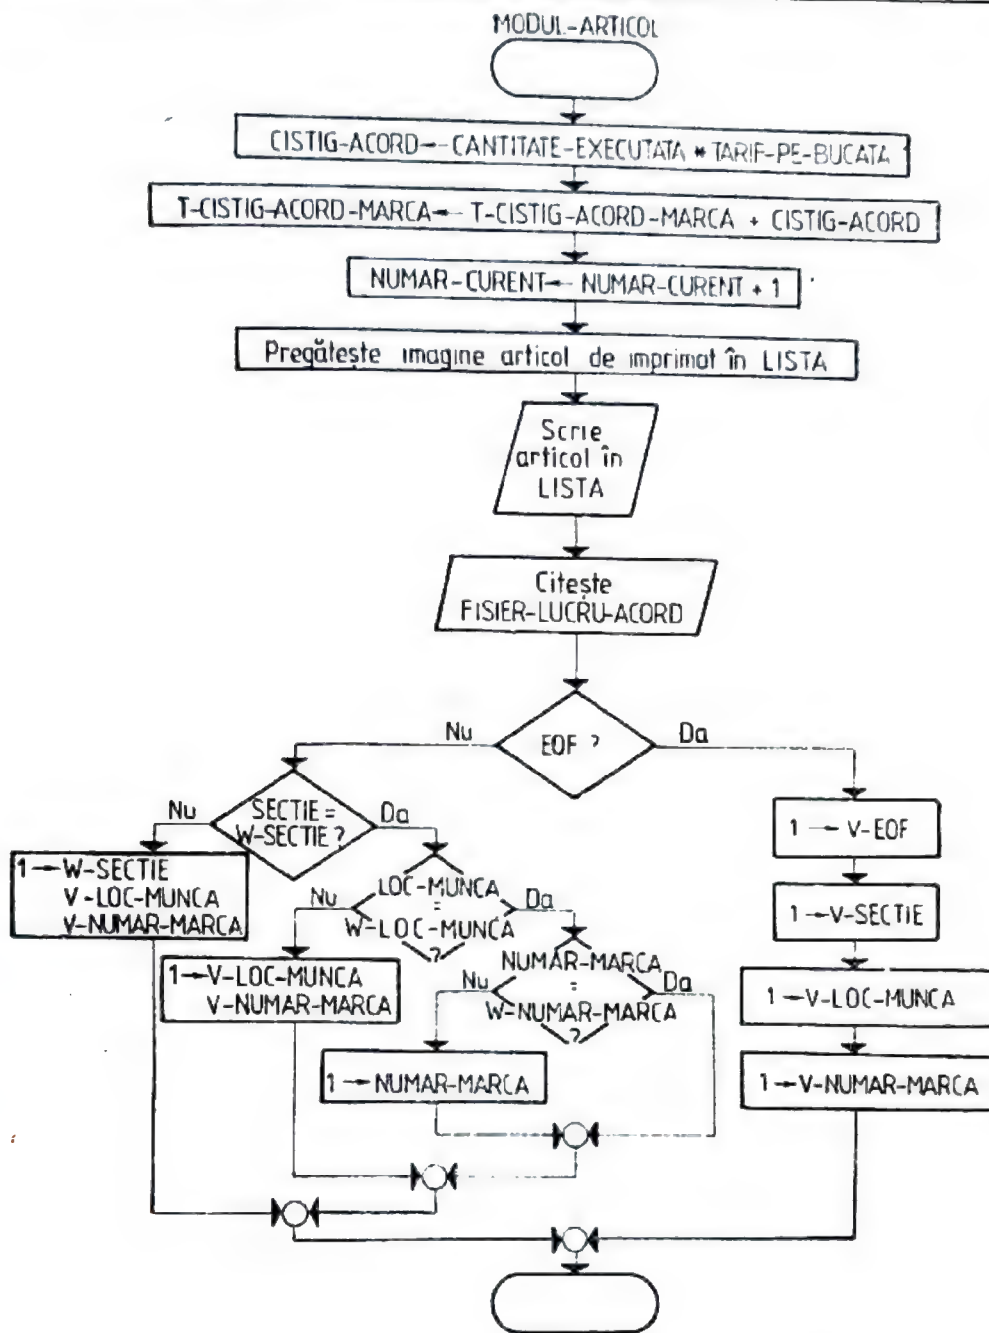 MODUL-ARTICOL
CISTIG-ACORD ← CANTITATE-EXECUTATA * TARIF-PE-BUCATA
T-CISTIG-ACORD-MARCA ← T-CISTIG-ACORD-MARCA + CISTIG-ACORD
NUMAR-CURENT ← NUMAR-CURENT + 1
Pregătește imagine articol de imprimat în LISTA
Scrie
articol în
LISTA
Citește
FISIER-LUCRU-ACORD
EOF ?
Nu
Da
SECTIE =
W-SECTIE ?
Nu
Da
1 → W-SECTIE
V-LOC-MUNCA
V-NUMAR-MARCA
LOC-MUNCA
=
W-LOC-MUNCA
?
Nu
Da
1 → V-LOC-MUNCA
V-NUMAR-MARCA
NUMAR-MARCA
=
W-NUMAR-MARCA
?
Nu
Da
1 → NUMAR-MARCA
1 → V-EOF
1 → V-SECTIE
1 → V-LOC-MUNCA
1 → V-NUMAR-MARCA